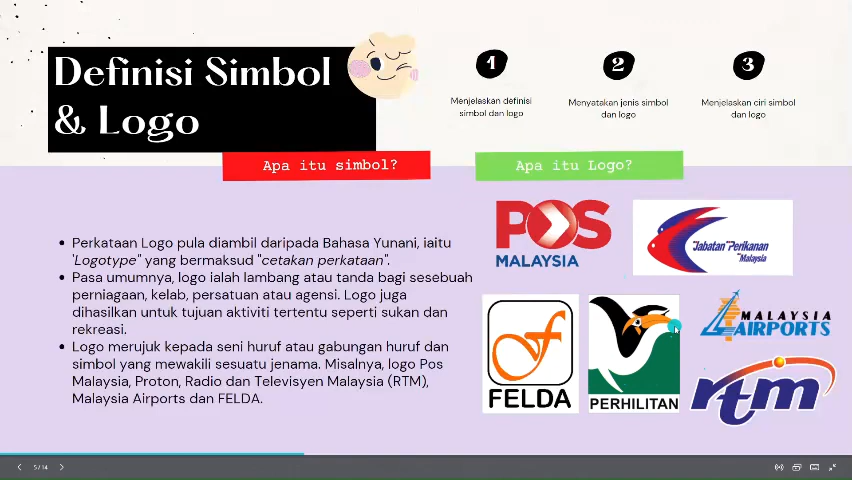 Definisi Simbol
& Logo
1
2
3
Menjelaskan definisi
simbol dan logo
Menyatakan jenis simbol
dan logo
Menjelaskan ciri simbol
dan logo
Apa itu simbol?
Apa itu Logo?
• Perkataan Logo pula diambil daripada Bahasa Yunani, iaitu
'Logotype" yang bermaksud "cetakan perkataan".
• Pasa umumnya, logo ialah lambang atau tanda bagi sesebuah
perniagaan, kelab, persatuan atau agensi. Logo juga
dihasilkan untuk tujuan aktiviti tertentu seperti sukan dan
rekreasi.
• Logo merujuk kepada seni huruf atau gabungan huruf dan
simbol yang mewakili sesuatu jenama. Misalnya, logo Pos
Malaysia, Proton, Radio dan Televisyen Malaysia (RTM),
Malaysia Airports dan FELDA.
POS
MALAYSIA
Jabatan Perikanan
Malaysia
FELDA
PERHILITAN
MALAYSIA
AIRPORTS
rtm
5 / 14